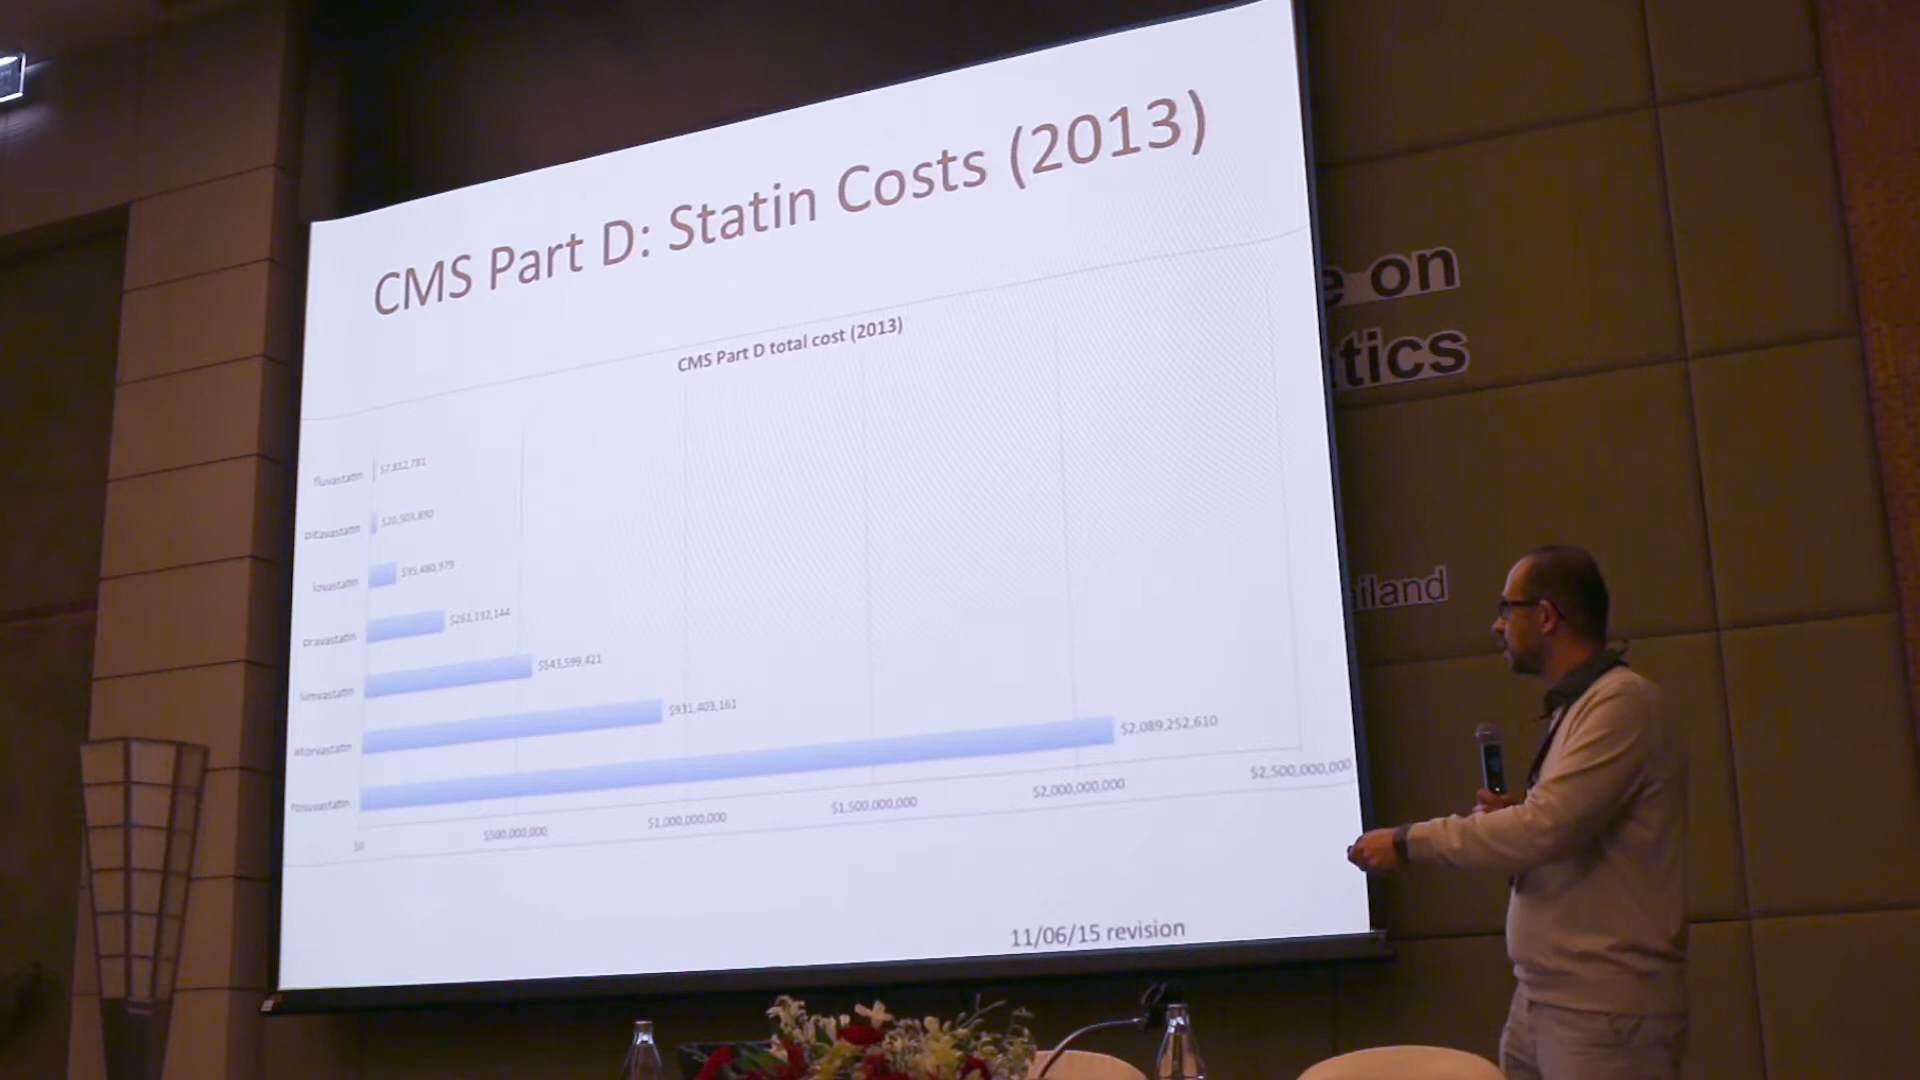 CMS Part D: Statin Costs (2013)
CMS Part D total cost (2013)
fluvastatin $7,812,781
pitavastatin $20,503,890
lovastatin $95,480,979
pravastatin $261,192,144
simvastatin $543,599,421
atorvastatin $931,403,161
rosuvastatin $2,089,252,610
$0 $500,000,000 $1,000,000,000 $1,500,000,000 $2,000,000,000 $2,500,000,000
11/06/15 revision
e on
tics
ailand